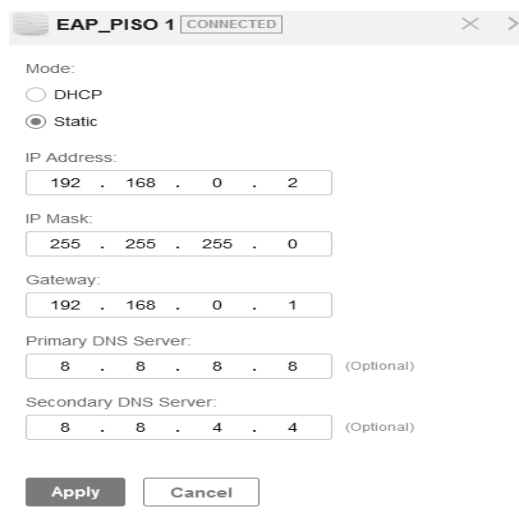 EAP_PISO 1 CONNECTED
Mode:
DHCP
Static
IP Address:
192 . 168 . 0 . 2
IP Mask:
255 . 255 . 255 . 0
Gateway:
192 . 168 . 0 . 1
Primary DNS Server:
8 . 8 . 8 . 8 (Optional)
Secondary DNS Server:
8 . 8 . 4 . 4 (Optional)
Apply Cancel